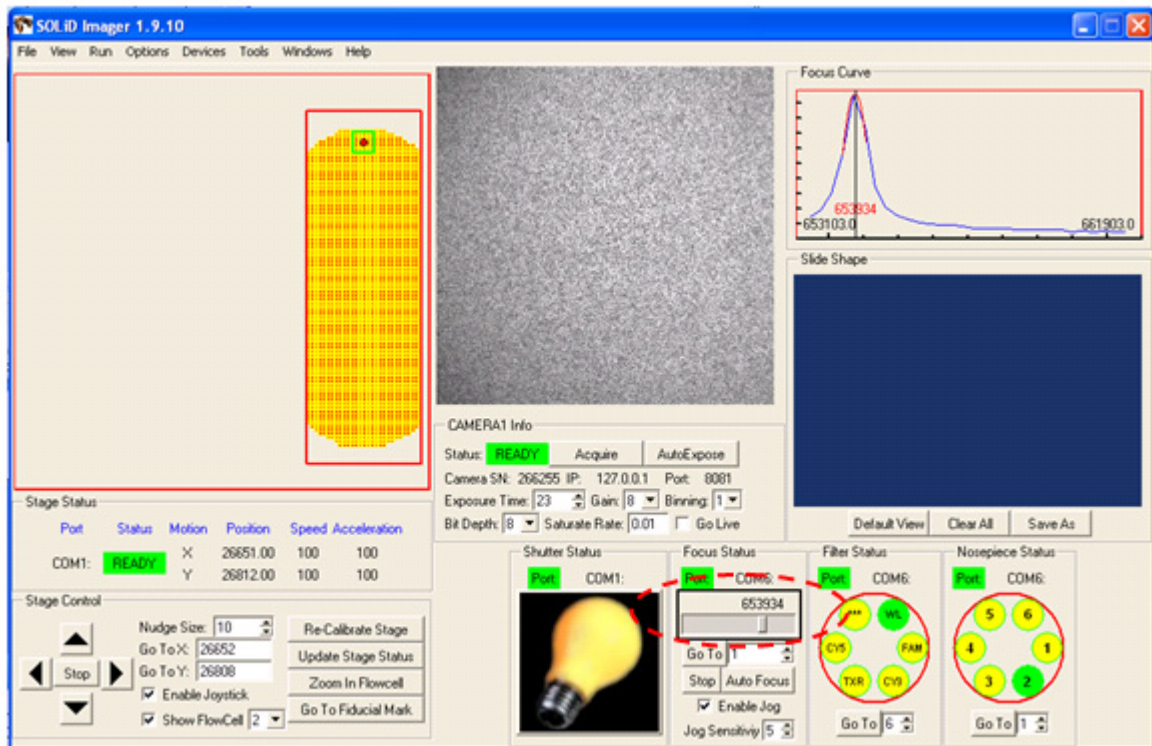 SOLiD Imager 1.9.10
File View Run Options Devices Tools Windows Help
Focus Curve
653934
653103.0 661903.0
Slide Shape
Default View Clear All Save As
CAMERA1 Info
Status: READY Acquire AutoExpose
Camera SN: 266255 IP: 127.0.0.1 Port: 8081
Exposure Time: 23 Gain: 8 Binning: 1
Bit Depth: 8 Saturate Rate: 0.01 Go Live
Stage Status
Port Status Motion Position Speed Acceleration
COM1: READY
X 26651.00 100 100
Y 26812.00 100 100
Stage Control
Stop
Nudge Size: 10
Go To X: 26652
Go To Y: 26808
Enable Joystick
Show FlowCell 2
Re-Calibrate Stage
Update Stage Status
Zoom In Flowcell
Go To Fiducial Mark
Shutter Status
Port COM1:
Focus Status
Port COM6:
653934
Go To 1
Stop Auto Focus
Enable Jog
Jog Sensitiviy 5
Filter Status
Port COM6:
*** WL
CY5 FAM
TXR CY3
Go To 6
Nosepiece Status
Port COM6:
5 6
4 1
3 2
Go To 1